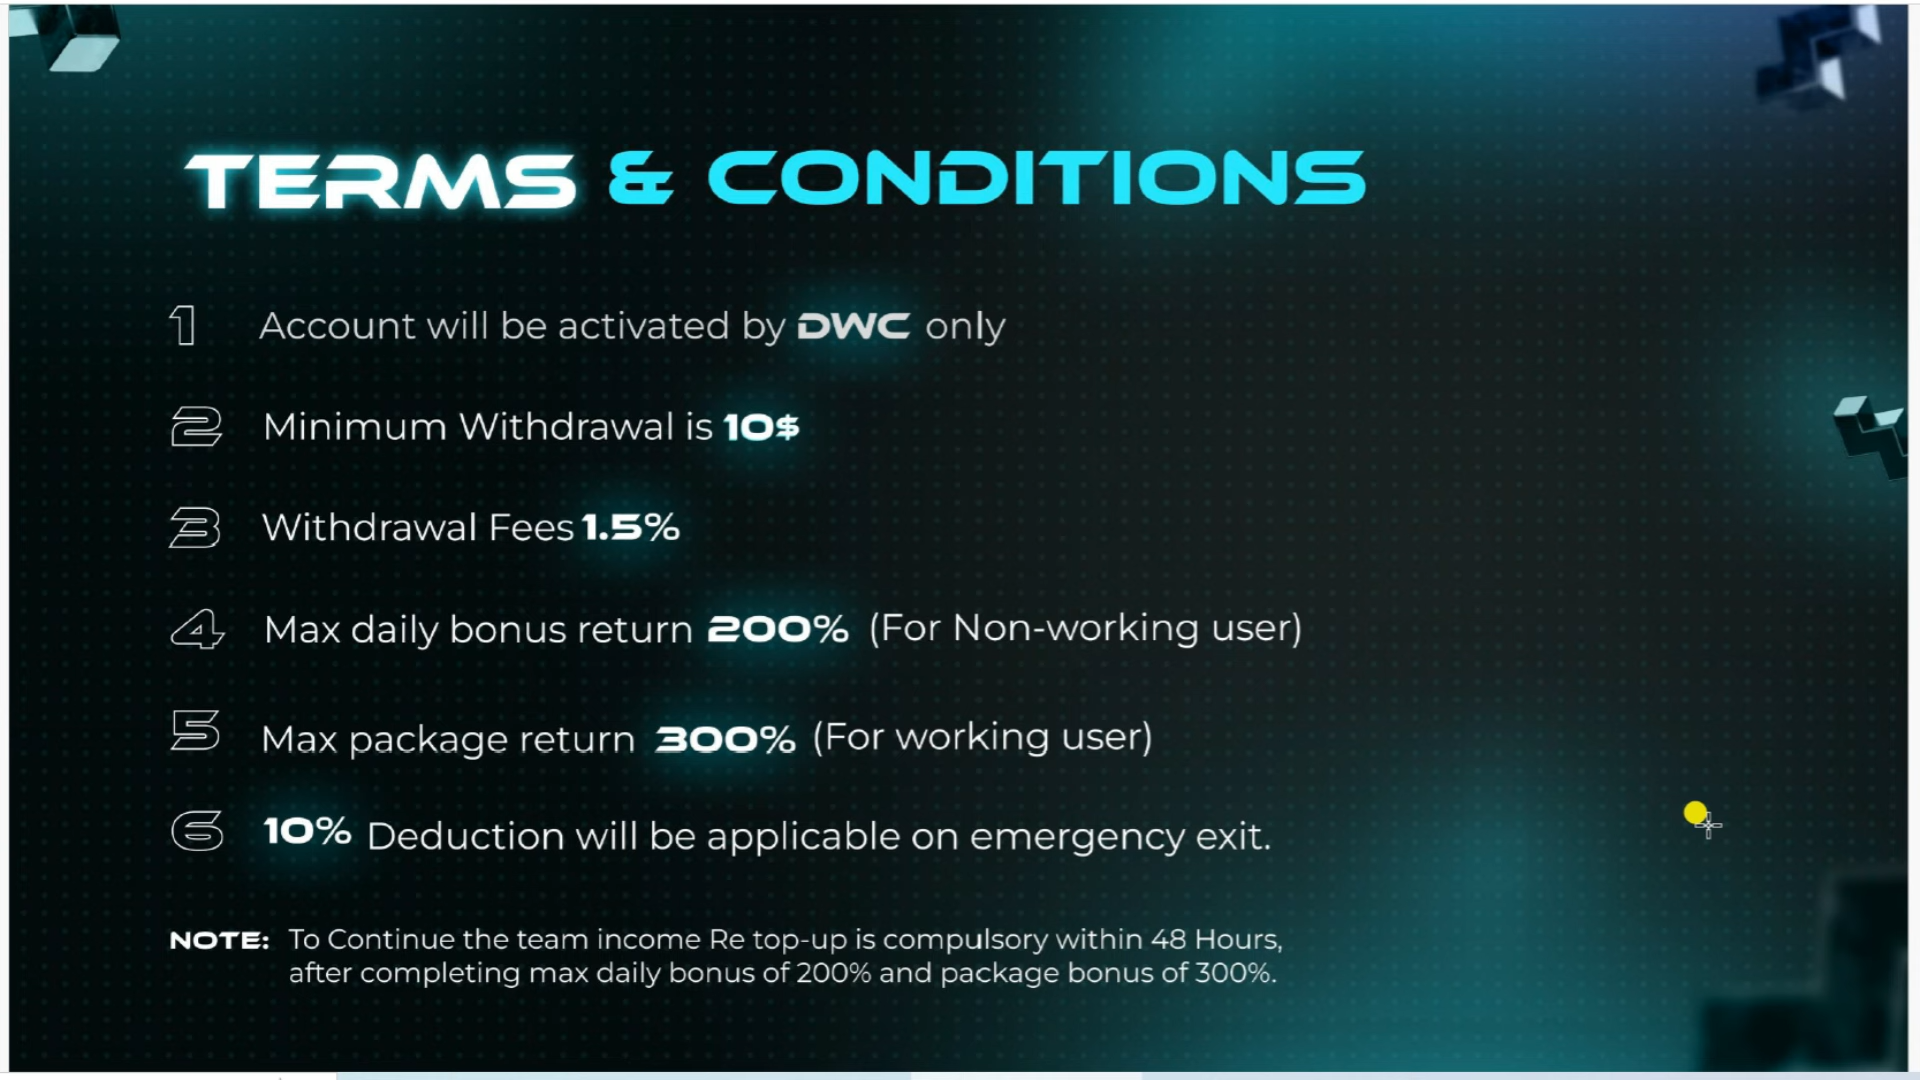 TERMS & CONDITIONS
1 Account will be activated by DWC only
2 Minimum Withdrawal is 10$
3 Withdrawal Fees 1.5%
4 Max daily bonus return 200% (For Non-working user)
5 Max package return 300% (For working user)
6 10% Deduction will be applicable on emergency exit.
NOTE: To Continue the team income Re top-up is compulsory within 48 Hours,
after completing max daily bonus of 200% and package bonus of 300%.